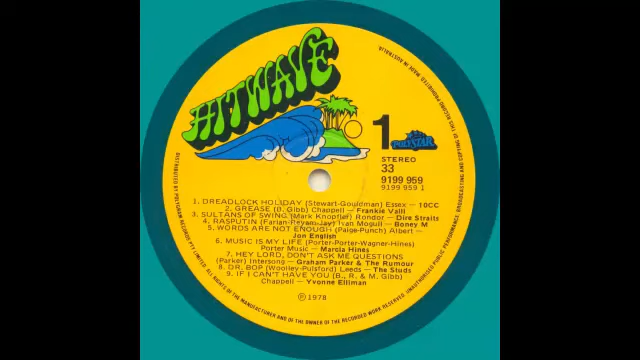 HITWAVE
1
POLYSTAR
STEREO
33
9199 959
9199 959 1
1. DREADLOCK HOLIDAY (Stewart-Gouldman) Essex — 10CC
2. GREASE (B. Gibb) Chappell — Frankie Valli
3. SULTANS OF SWING (Mark Knopfler) Rondor — Dire Straits
4. RASPUTIN (Farian-Reyam-Jay) Ivan Mogull — Boney M
5. WORDS ARE NOT ENOUGH (Paige-Punch) Albert —
Jon English
6. MUSIC IS MY LIFE (Porter-Porter-Wagner-Hines)
Porter Music — Marcia Hines
7. HEY LORD, DON'T ASK ME QUESTIONS
(Parker) Intersong — Graham Parker & The Rumour
8. DR. BOP (Woolley-Pulsford) Leeds — The Studs
9. IF I CAN'T HAVE YOU (B., R. & M. Gibb)
Chappell — Yvonne Elliman
Ⓟ 1978
DISTRIBUTED BY POLYGRAM RECORDS PTY LIMITED. ALL RIGHTS OF THE MANUFACTURER AND OF THE OWNER OF THE RECORDED WORK RESERVED. UNAUTHORISED PUBLIC PERFORMANCE, BROADCASTING AND COPYING OF THIS RECORD PROHIBITED. MADE IN AUSTRALIA